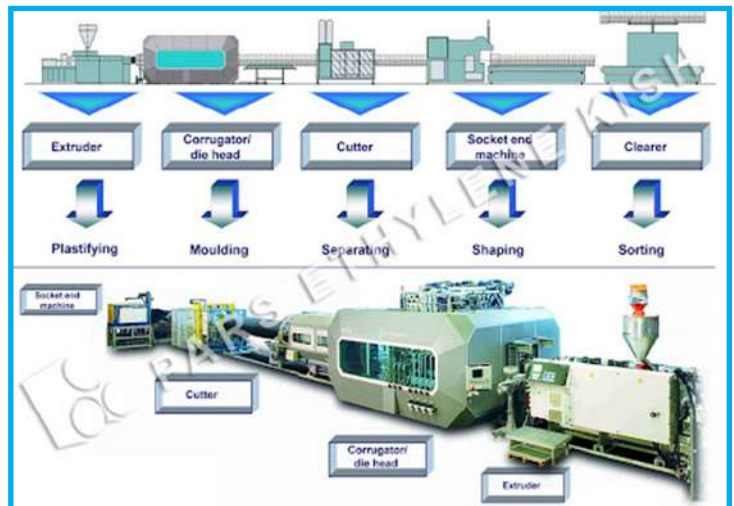 Extruder
Corrugator/
die head
Cutter
Socket end
machine
Clearer
Plastifying
Moulding
Separating
Shaping
Sorting
PARS ETHYLENE KISH
Socket end
machine
Cutter
Corrugator/
die head
Extruder